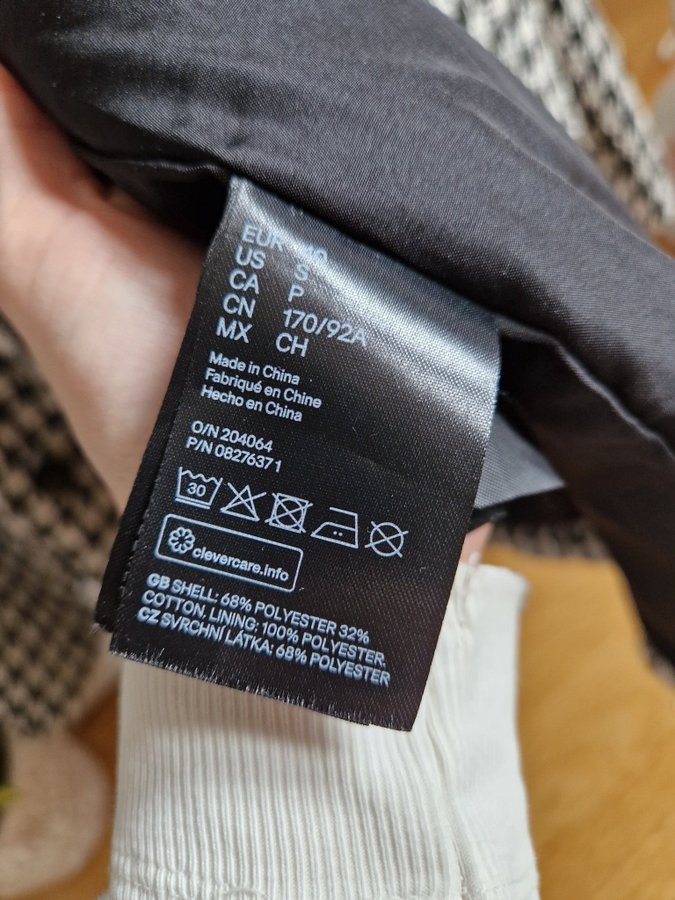 EUR
US S
CA P
CN 170/92A
MX CH
Made in China
Fabriqué en Chine
Hecho en China
O/N 204064
P/N 08276371
30
clevercare.info
GB SHELL: 68% POLYESTER 32%
COTTON. LINING: 100% POLYESTER.
CZ SVRCHNÍ LÁTKA: 68% POLYESTER